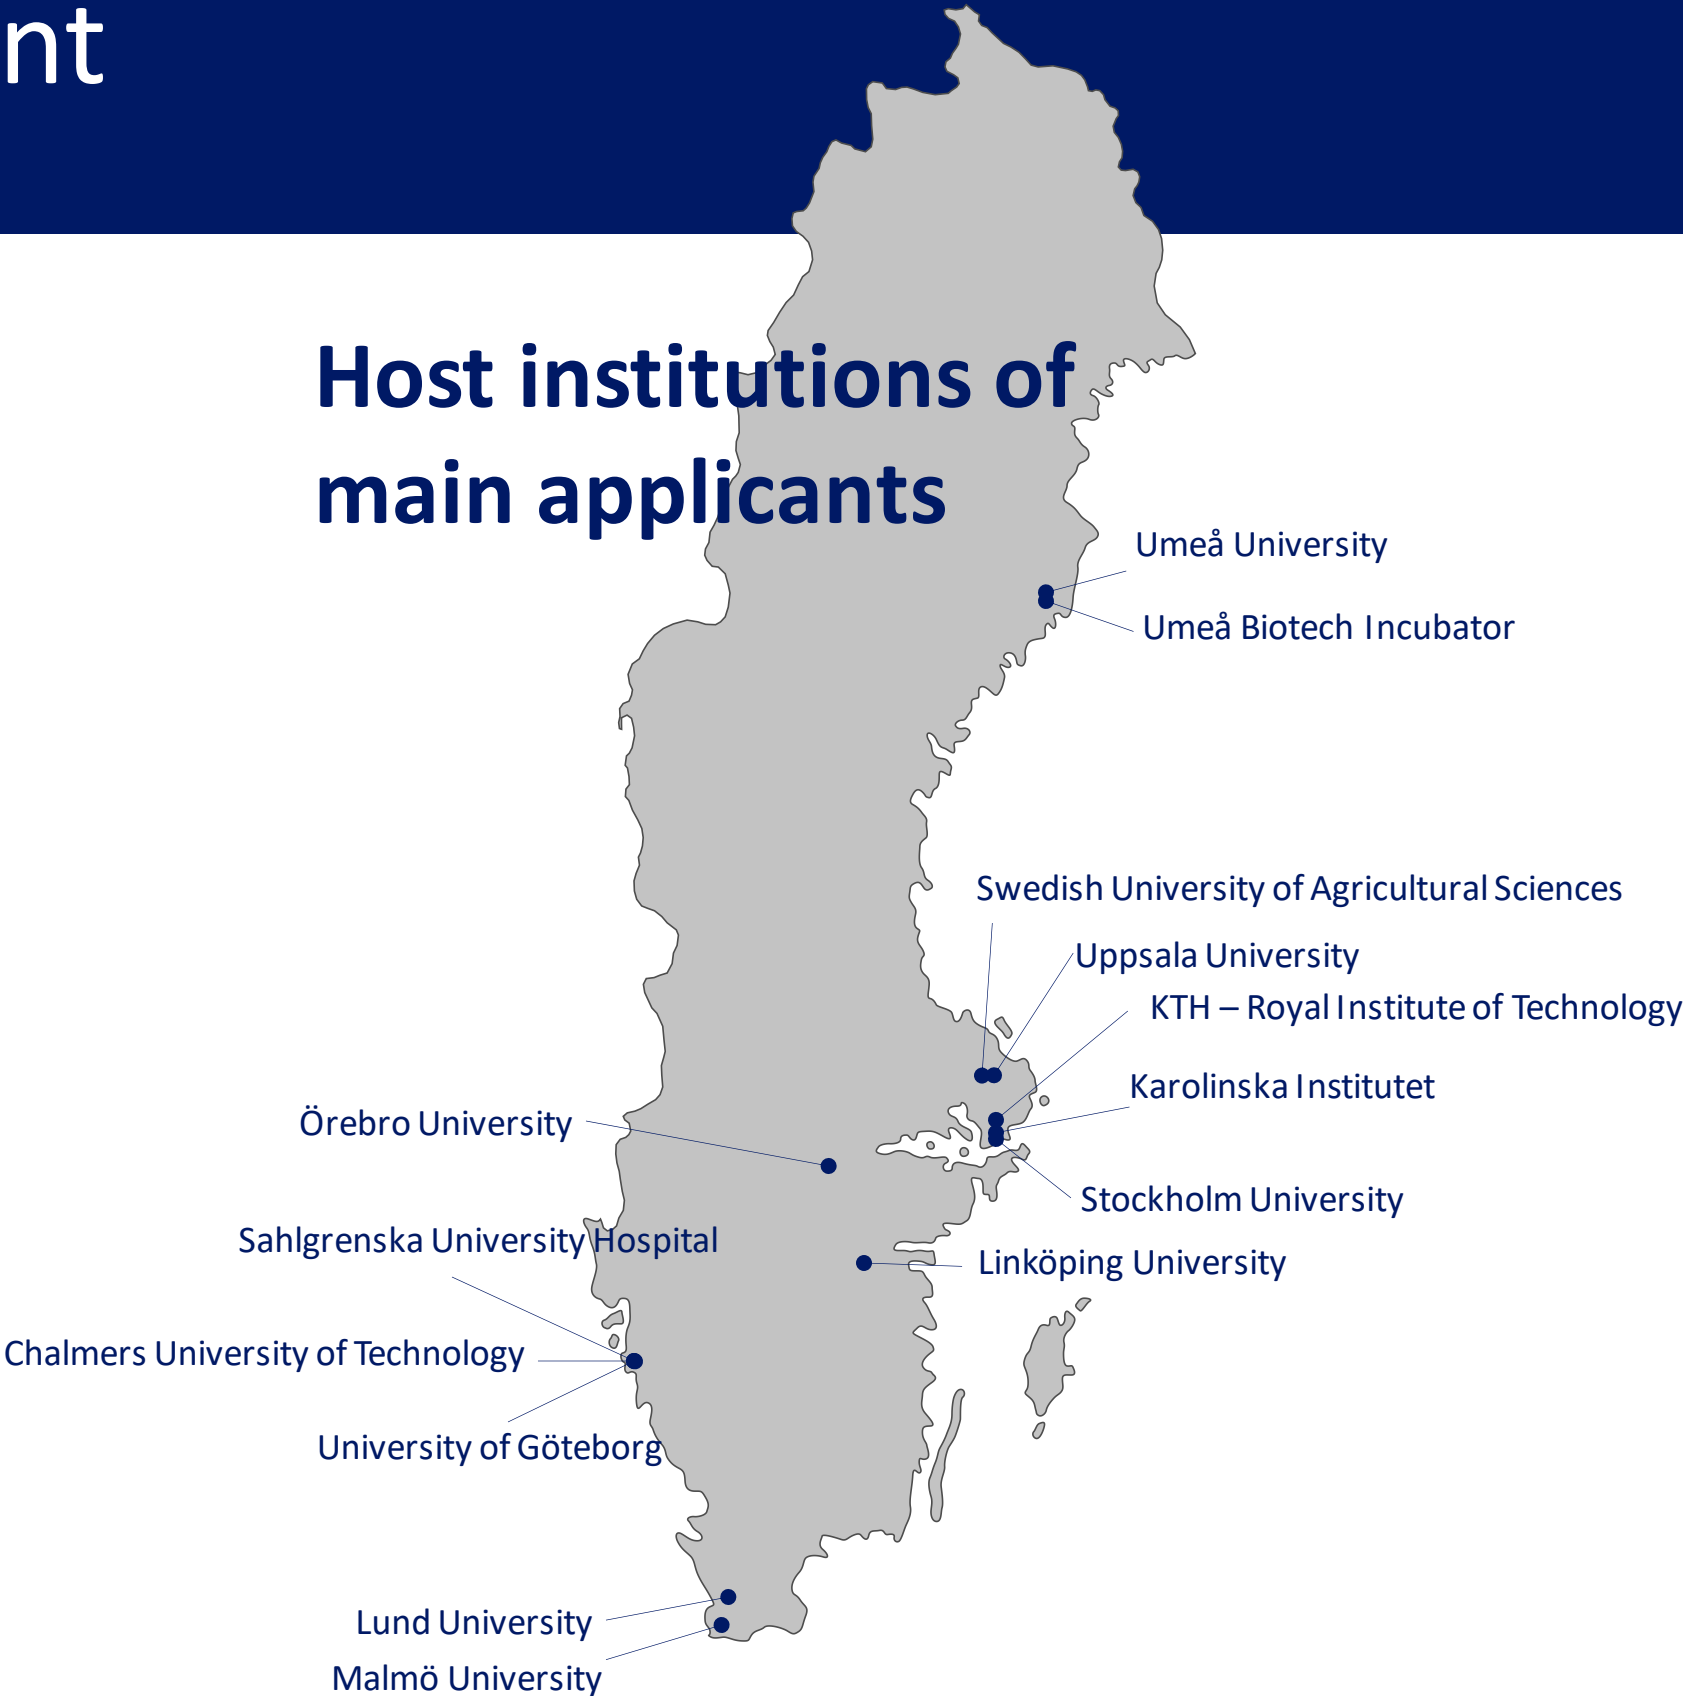 nt
Host institutions of
main applicants
Umeå University
Umeå Biotech Incubator
Swedish University of Agricultural Sciences
Uppsala University
KTH – Royal Institute of Technology
Karolinska Institutet
Örebro University
Stockholm University
Sahlgrenska University Hospital
Linköping University
Chalmers University of Technology
University of Göteborg
Lund University
Malmö University